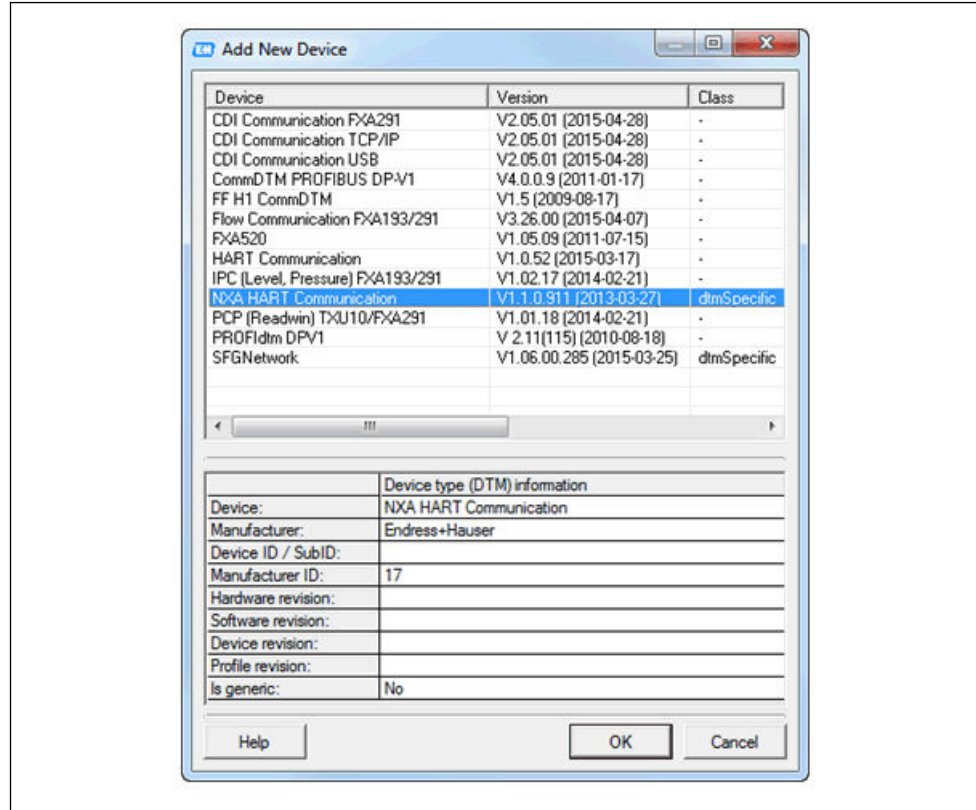 Add New Device
Device Version Class
CDI Communication FXA291 V2.05.01 (2015-04-28) -
CDI Communication TCP/IP V2.05.01 (2015-04-28) -
CDI Communication USB V2.05.01 (2015-04-28) -
CommDTM PROFIBUS DP-V1 V4.0.0.9 (2011-01-17) -
FF H1 CommDTM V1.5 (2009-08-17) -
Flow Communication FXA193/291 V3.26.00 (2015-04-07) -
FXA520 V1.05.09 (2011-07-15) -
HART Communication V1.0.52 (2015-03-17) -
IPC (Level, Pressure) FXA193/291 V1.02.17 (2014-02-21) -
NXA HART Communication V1.1.0.911 (2013-03-27) dtmSpecific
PCP (Readwin) TXU10/FXA291 V1.01.18 (2014-02-21) -
PROFIdtm DPV1 V 2.11(115) (2010-08-18) -
SFGNetwork V1.06.00.285 (2015-03-25) dtmSpecific
Device type (DTM) information
Device: NXA HART Communication
Manufacturer: Endress+Hauser
Device ID / SubID:
Manufacturer ID: 17
Hardware revision:
Software revision:
Device revision:
Profile revision:
Is generic: No
Help OK Cancel